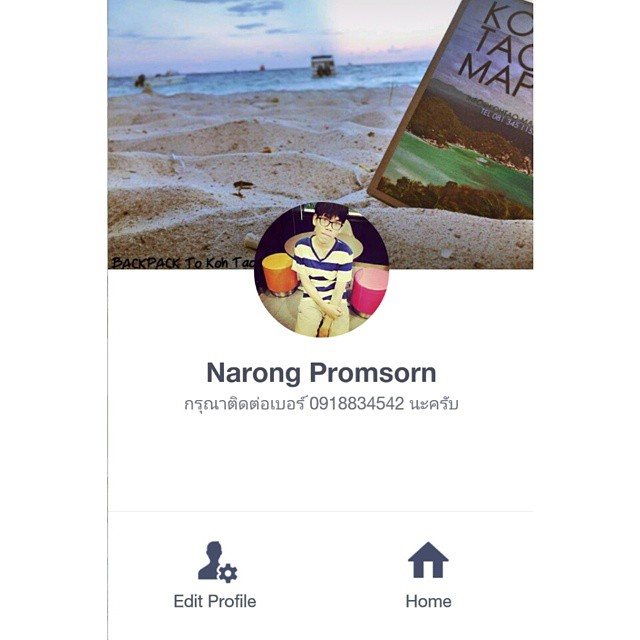 KO
TAO
MAP
TEL 081 345 115
BACKPACK To Koh Tao
Narong Promsorn
กรุณาติดต่อเบอร์ 0918834542 นะครับ
Edit Profile
Home